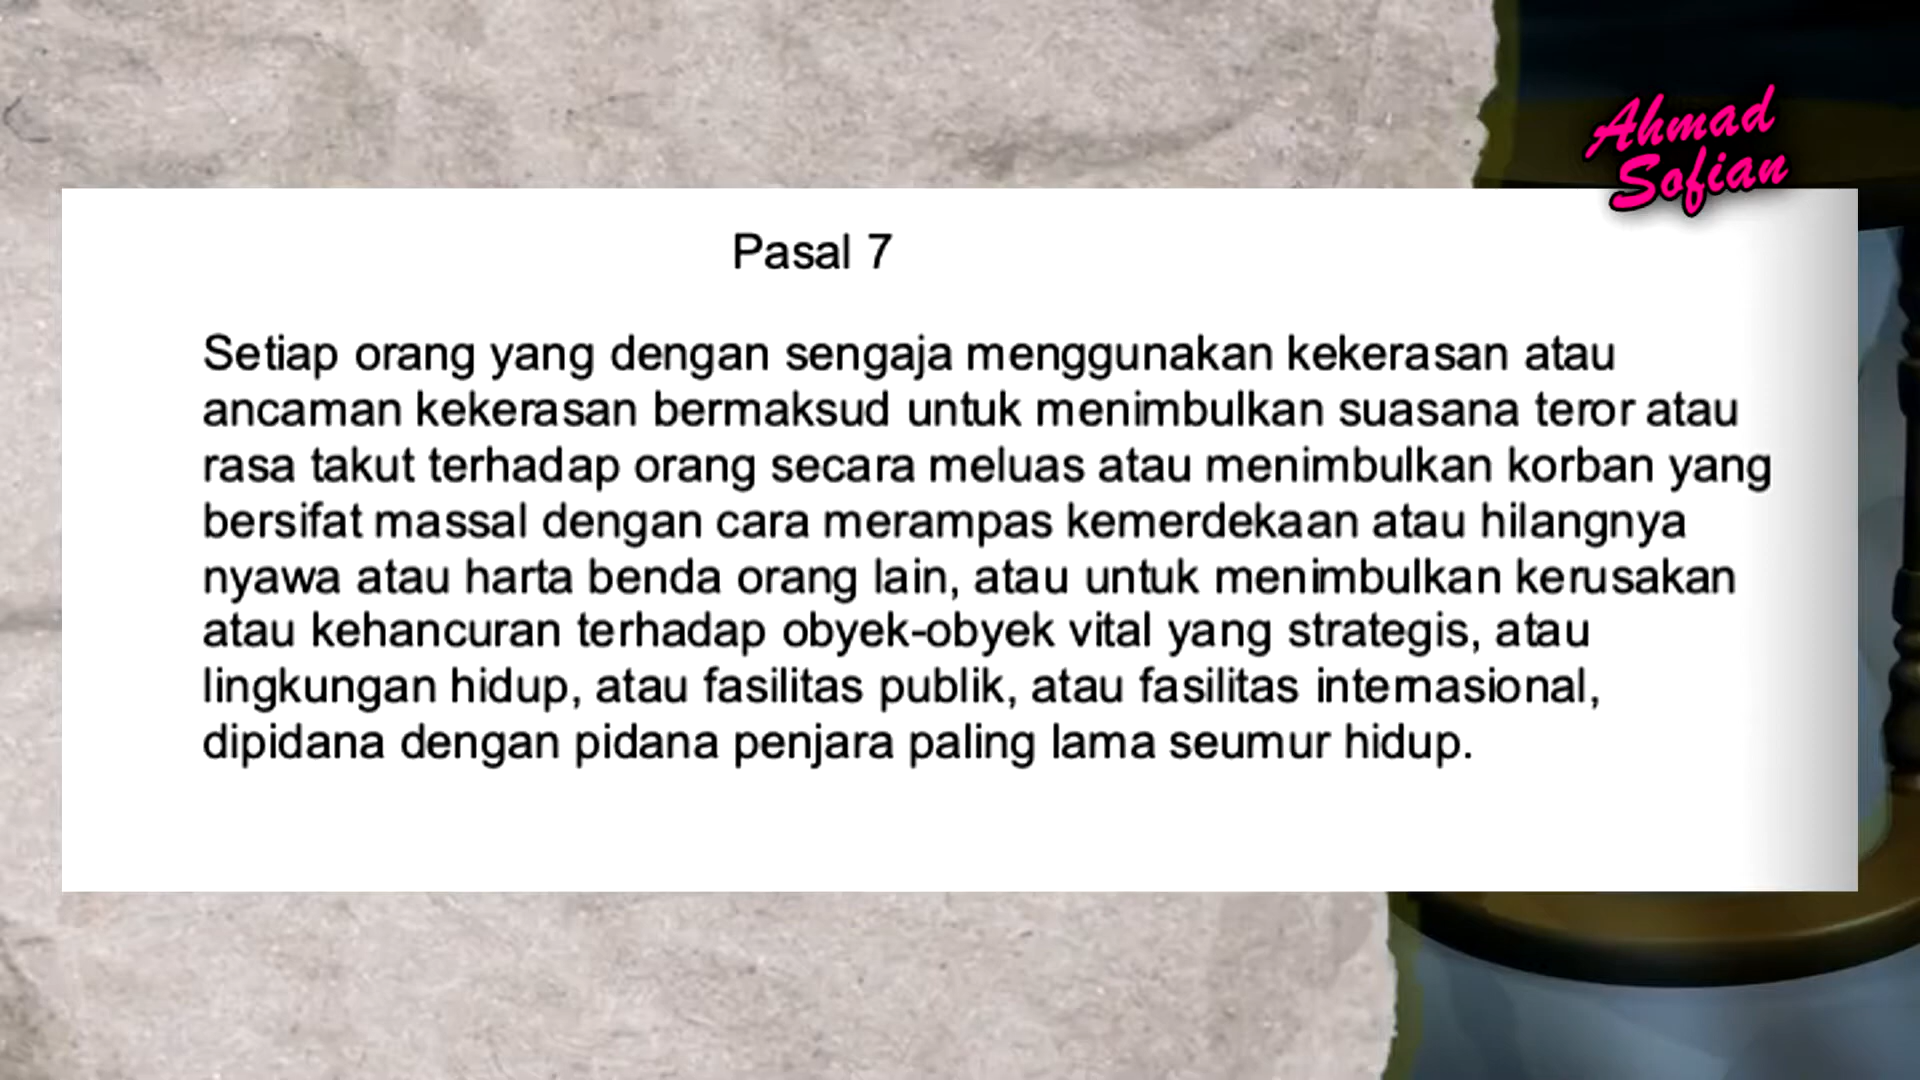 Ahmad
Sofian
Pasal 7
Setiap orang yang dengan sengaja menggunakan kekerasan atau
ancaman kekerasan bermaksud untuk menimbulkan suasana teror atau
rasa takut terhadap orang secara meluas atau menimbulkan korban yang
bersifat massal dengan cara merampas kemerdekaan atau hilangnya
nyawa atau harta benda orang lain, atau untuk menimbulkan kerusakan
atau kehancuran terhadap obyek-obyek vital yang strategis, atau
lingkungan hidup, atau fasilitas publik, atau fasilitas internasional,
dipidana dengan pidana penjara paling lama seumur hidup.